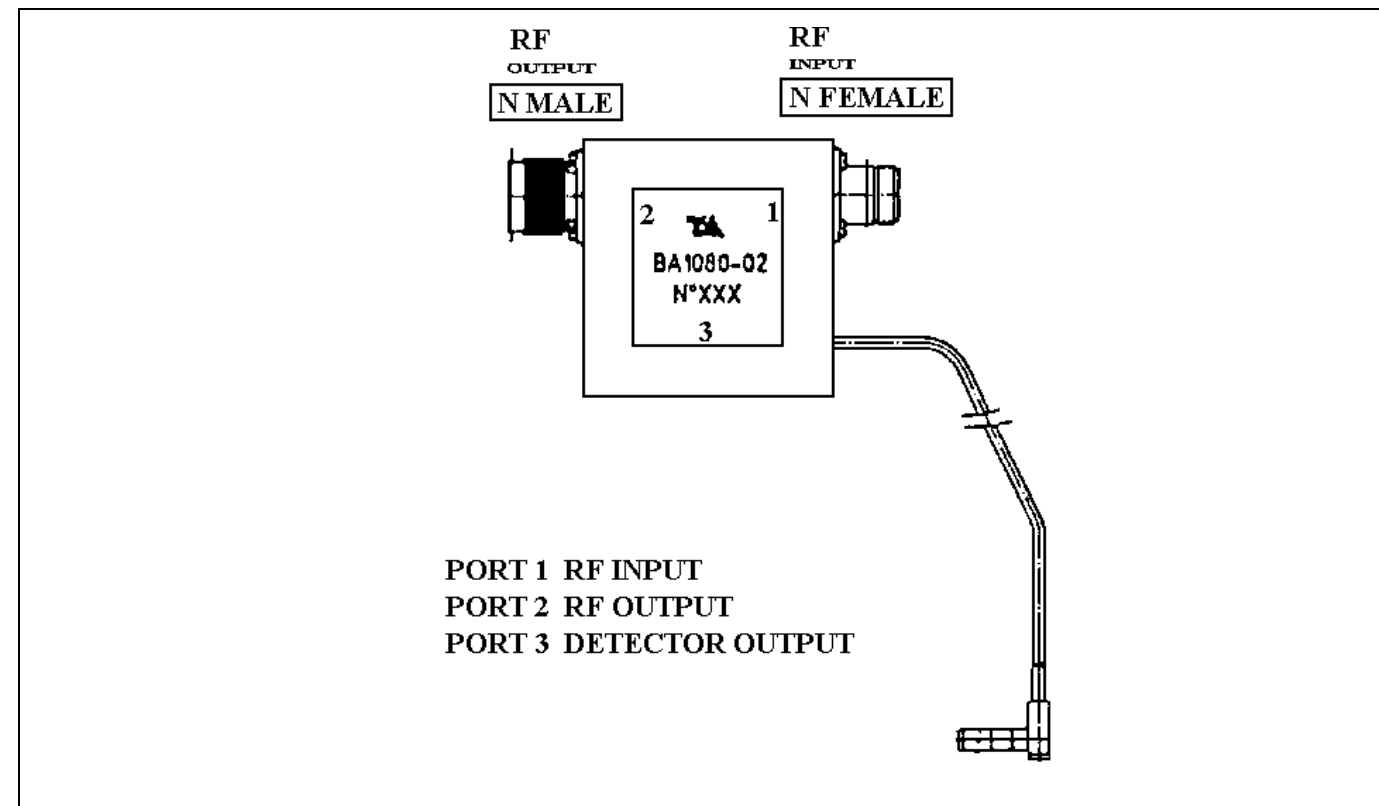 RF
OUTPUT
N MALE
RF
INPUT
N FEMALE
2
1
BA1080-02
N°XXX
3
PORT 1 RF INPUT
PORT 2 RF OUTPUT
PORT 3 DETECTOR OUTPUT